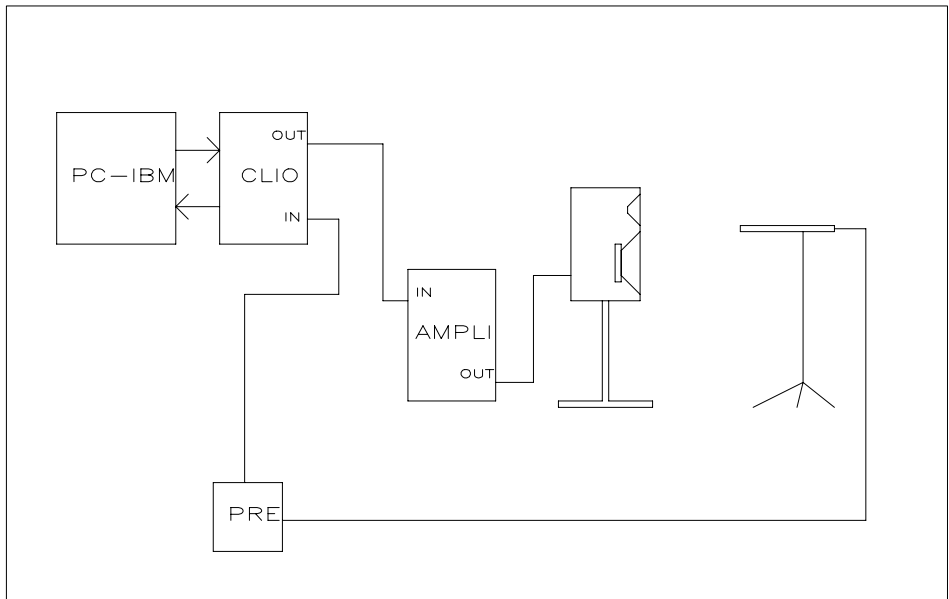 OUT
PC-IBM
CLIO
IN
IN
AMPLI
OUT
PRE